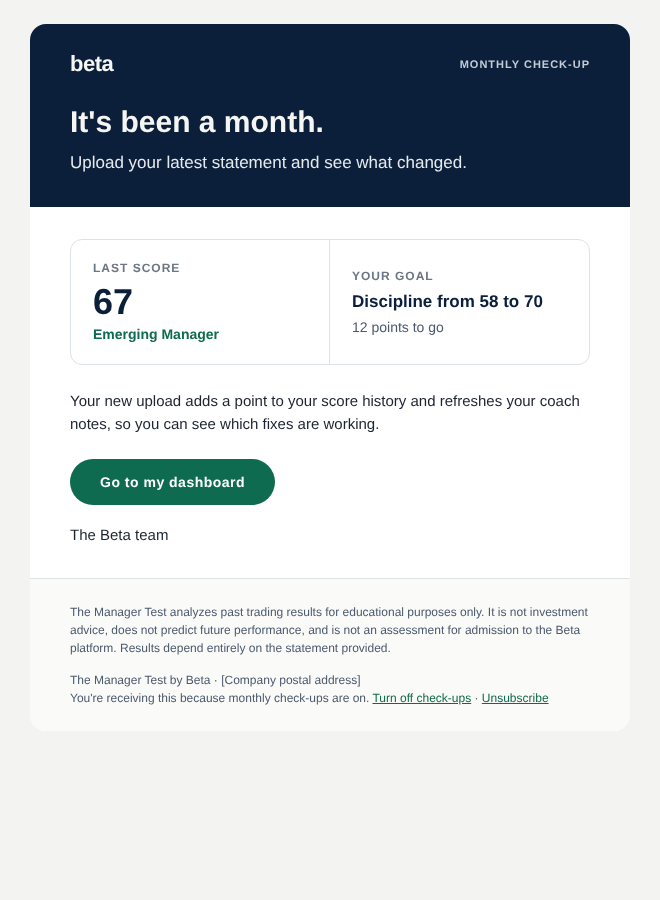 beta
MONTHLY CHECK-UP
It's been a month.
Upload your latest statement and see what changed.
LAST SCORE
67
Emerging Manager
YOUR GOAL
Discipline from 58 to 70
12 points to go
Your new upload adds a point to your score history and refreshes your coach
notes, so you can see which fixes are working.
Go to my dashboard
The Beta team
The Manager Test analyzes past trading results for educational purposes only. It is not investment
advice, does not predict future performance, and is not an assessment for admission to the Beta
platform. Results depend entirely on the statement provided.
The Manager Test by Beta · [Company postal address]
You're receiving this because monthly check-ups are on. Turn off check-ups · Unsubscribe